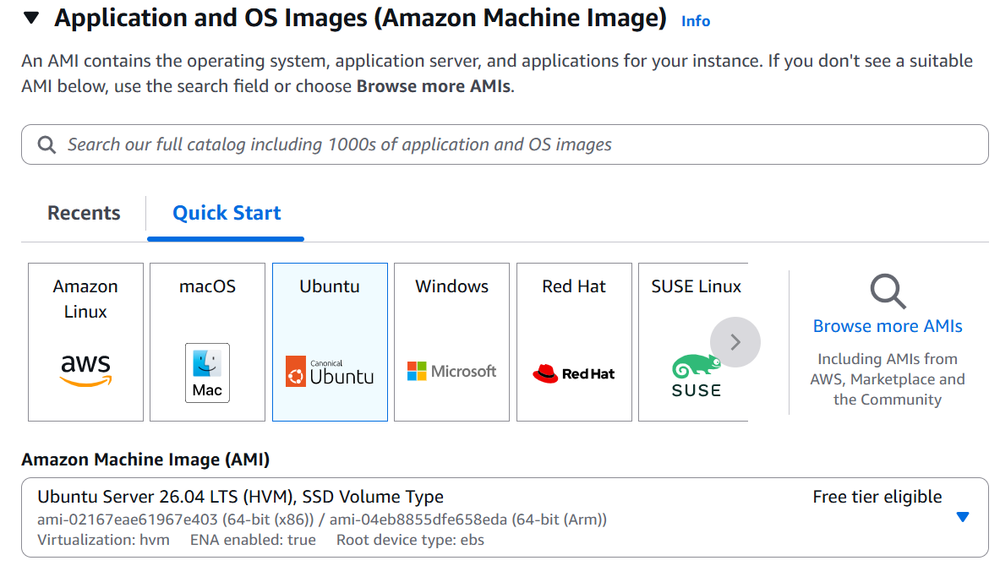 Application and OS Images (Amazon Machine Image) Info
An AMI contains the operating system, application server, and applications for your instance. If you don't see a suitable
AMI below, use the search field or choose Browse more AMIs.
Search our full catalog including 1000s of application and OS images
Recents
Quick Start
Amazon
Linux
aws
macOS
Mac
Ubuntu
Canonical
Ubuntu
Windows
Microsoft
Red Hat
Red Hat
SUSE Linux
SUSE
Browse more AMIs
Including AMIs from
AWS, Marketplace and
the Community
Amazon Machine Image (AMI)
Ubuntu Server 26.04 LTS (HVM), SSD Volume Type
Free tier eligible
ami-02167eae61967e403 (64-bit (x86)) / ami-04eb8855dfe658eda (64-bit (Arm))
Virtualization: hvm ENA enabled: true Root device type: ebs